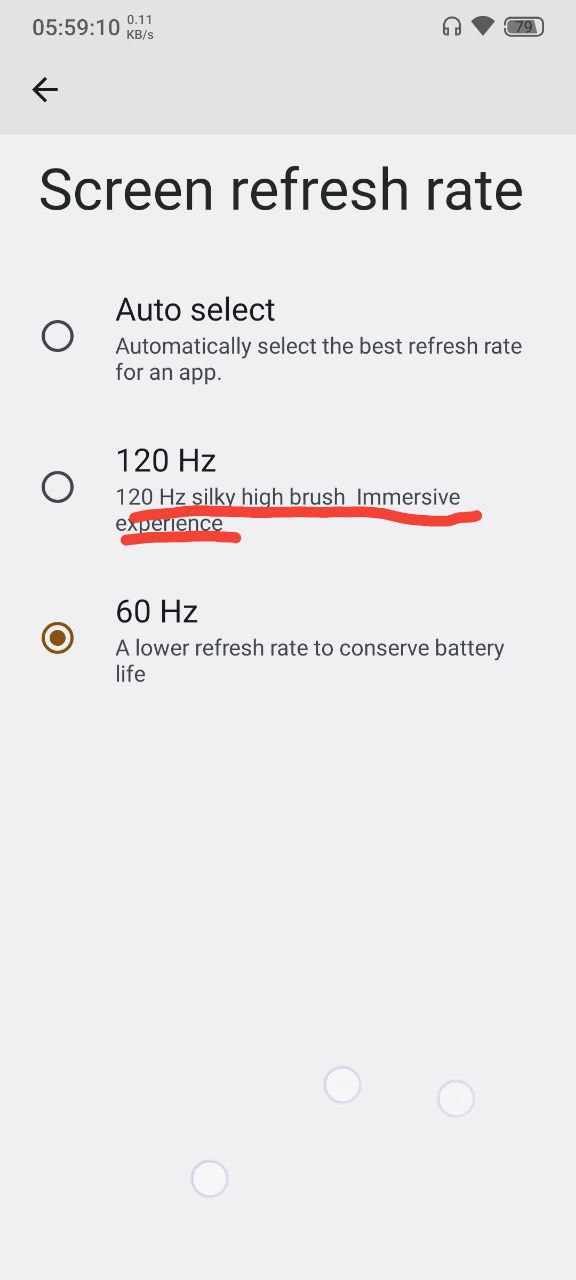 05:59:10 0.11
KB/s
79
Screen refresh rate
Auto select
Automatically select the best refresh rate
for an app.
120 Hz
120 Hz silky high brush  Immersive
experience
60 Hz
A lower refresh rate to conserve battery
life